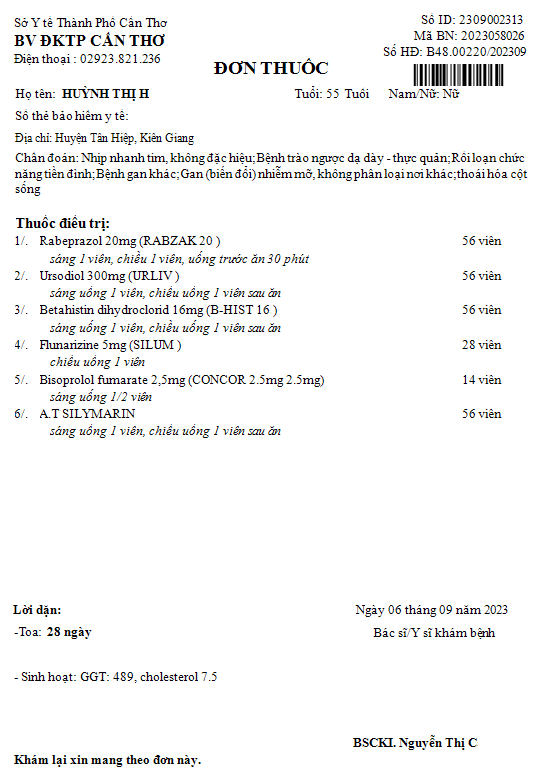 Sở Y tế Thành Phố Cần Thơ
BV ĐKTP CẦN THƠ
Điện thoại : 02923.821.236
Số ID: 2309002313
Mã BN: 2023058026
Số HĐ: B48.00220/202309
ĐƠN THUỐC
Họ tên: HUỲNH THỊ H Tuổi: 55 Tuổi Nam/Nữ: Nữ
Số thẻ bảo hiểm y tế:
Địa chỉ: Huyện Tân Hiệp, Kiên Giang
Chẩn đoán: Nhịp nhanh tim, không đặc hiệu;Bệnh trào ngược dạ dày - thực quản;Rối loạn chức
năng tiền đình;Bệnh gan khác;Gan (biến đổi) nhiễm mỡ, không phân loại nơi khác;thoái hóa cột
sống
Thuốc điều trị:
1/. Rabeprazol 20mg (RABZAK 20 ) 56 viên
sáng 1 viên, chiều 1 viên, uống trước ăn 30 phút
2/. Ursodiol 300mg (URLIV ) 56 viên
sáng uống 1 viên, chiều uống 1 viên sau ăn
3/. Betahistin dihydroclorid 16mg (B-HIST 16 ) 56 viên
sáng uống 1 viên, chiều uống 1 viên sau ăn
4/. Flunarizine 5mg (SILUM ) 28 viên
chiều uống 1 viên
5/. Bisoprolol fumarate 2,5mg (CONCOR 2.5mg 2.5mg) 14 viên
sáng uống 1/2 viên
6/. A.T SILYMARIN 56 viên
sáng uống 1 viên, chiều uống 1 viên sau ăn
Lời dặn:
-Toa: 28 ngày
- Sinh hoạt: GGT: 489, cholesterol 7.5
Ngày 06 tháng 09 năm 2023
Bác sĩ/Y sĩ khám bệnh
BSCKI. Nguyễn Thị C
Khám lại xin mang theo đơn này.